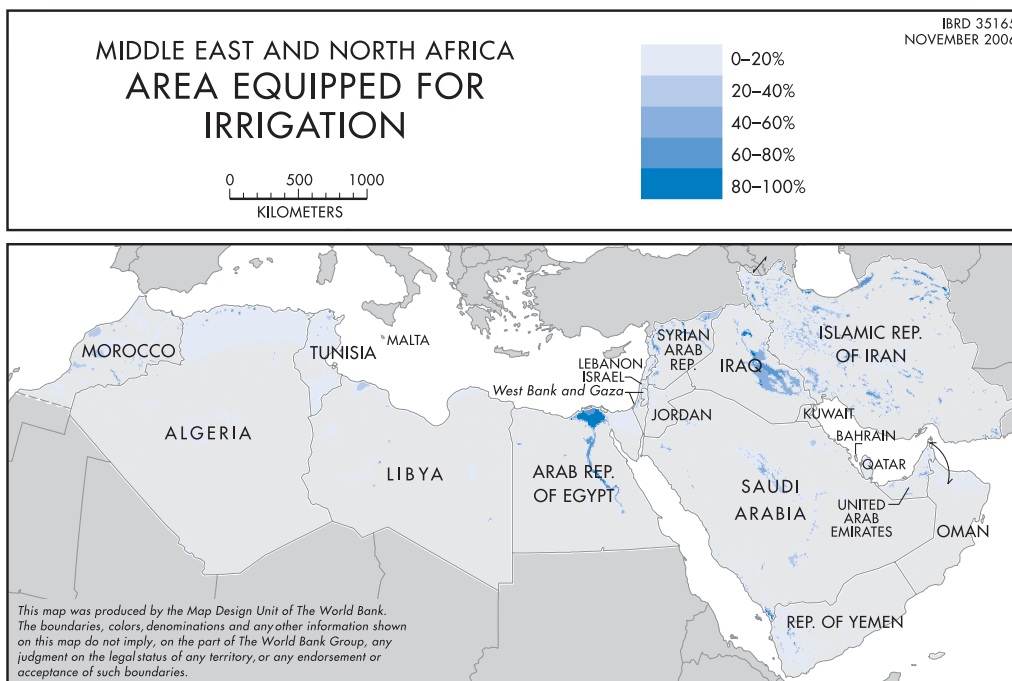 IBRD 35165
NOVEMBER 2006
MIDDLE EAST AND NORTH AFRICA
AREA EQUIPPED FOR
IRRIGATION
0 500 1000
KILOMETERS
0–20%
20–40%
40–60%
60–80%
80–100%
MOROCCO
TUNISIA
MALTA
ALGERIA
LIBYA
ARAB REP.
OF EGYPT
LEBANON
ISRAEL
West Bank and Gaza
SYRIAN
ARAB
REP.
IRAQ
JORDAN
ISLAMIC REP.
OF IRAN
KUWAIT
BAHRAIN
QATAR
SAUDI
ARABIA
UNITED
ARAB
EMIRATES
OMAN
REP. OF YEMEN
This map was produced by the Map Design Unit of The World Bank.
The boundaries, colors, denominations and any other information shown
on this map do not imply, on the part of The World Bank Group, any
judgment on the legal status of any territory, or any endorsement or
acceptance of such boundaries.